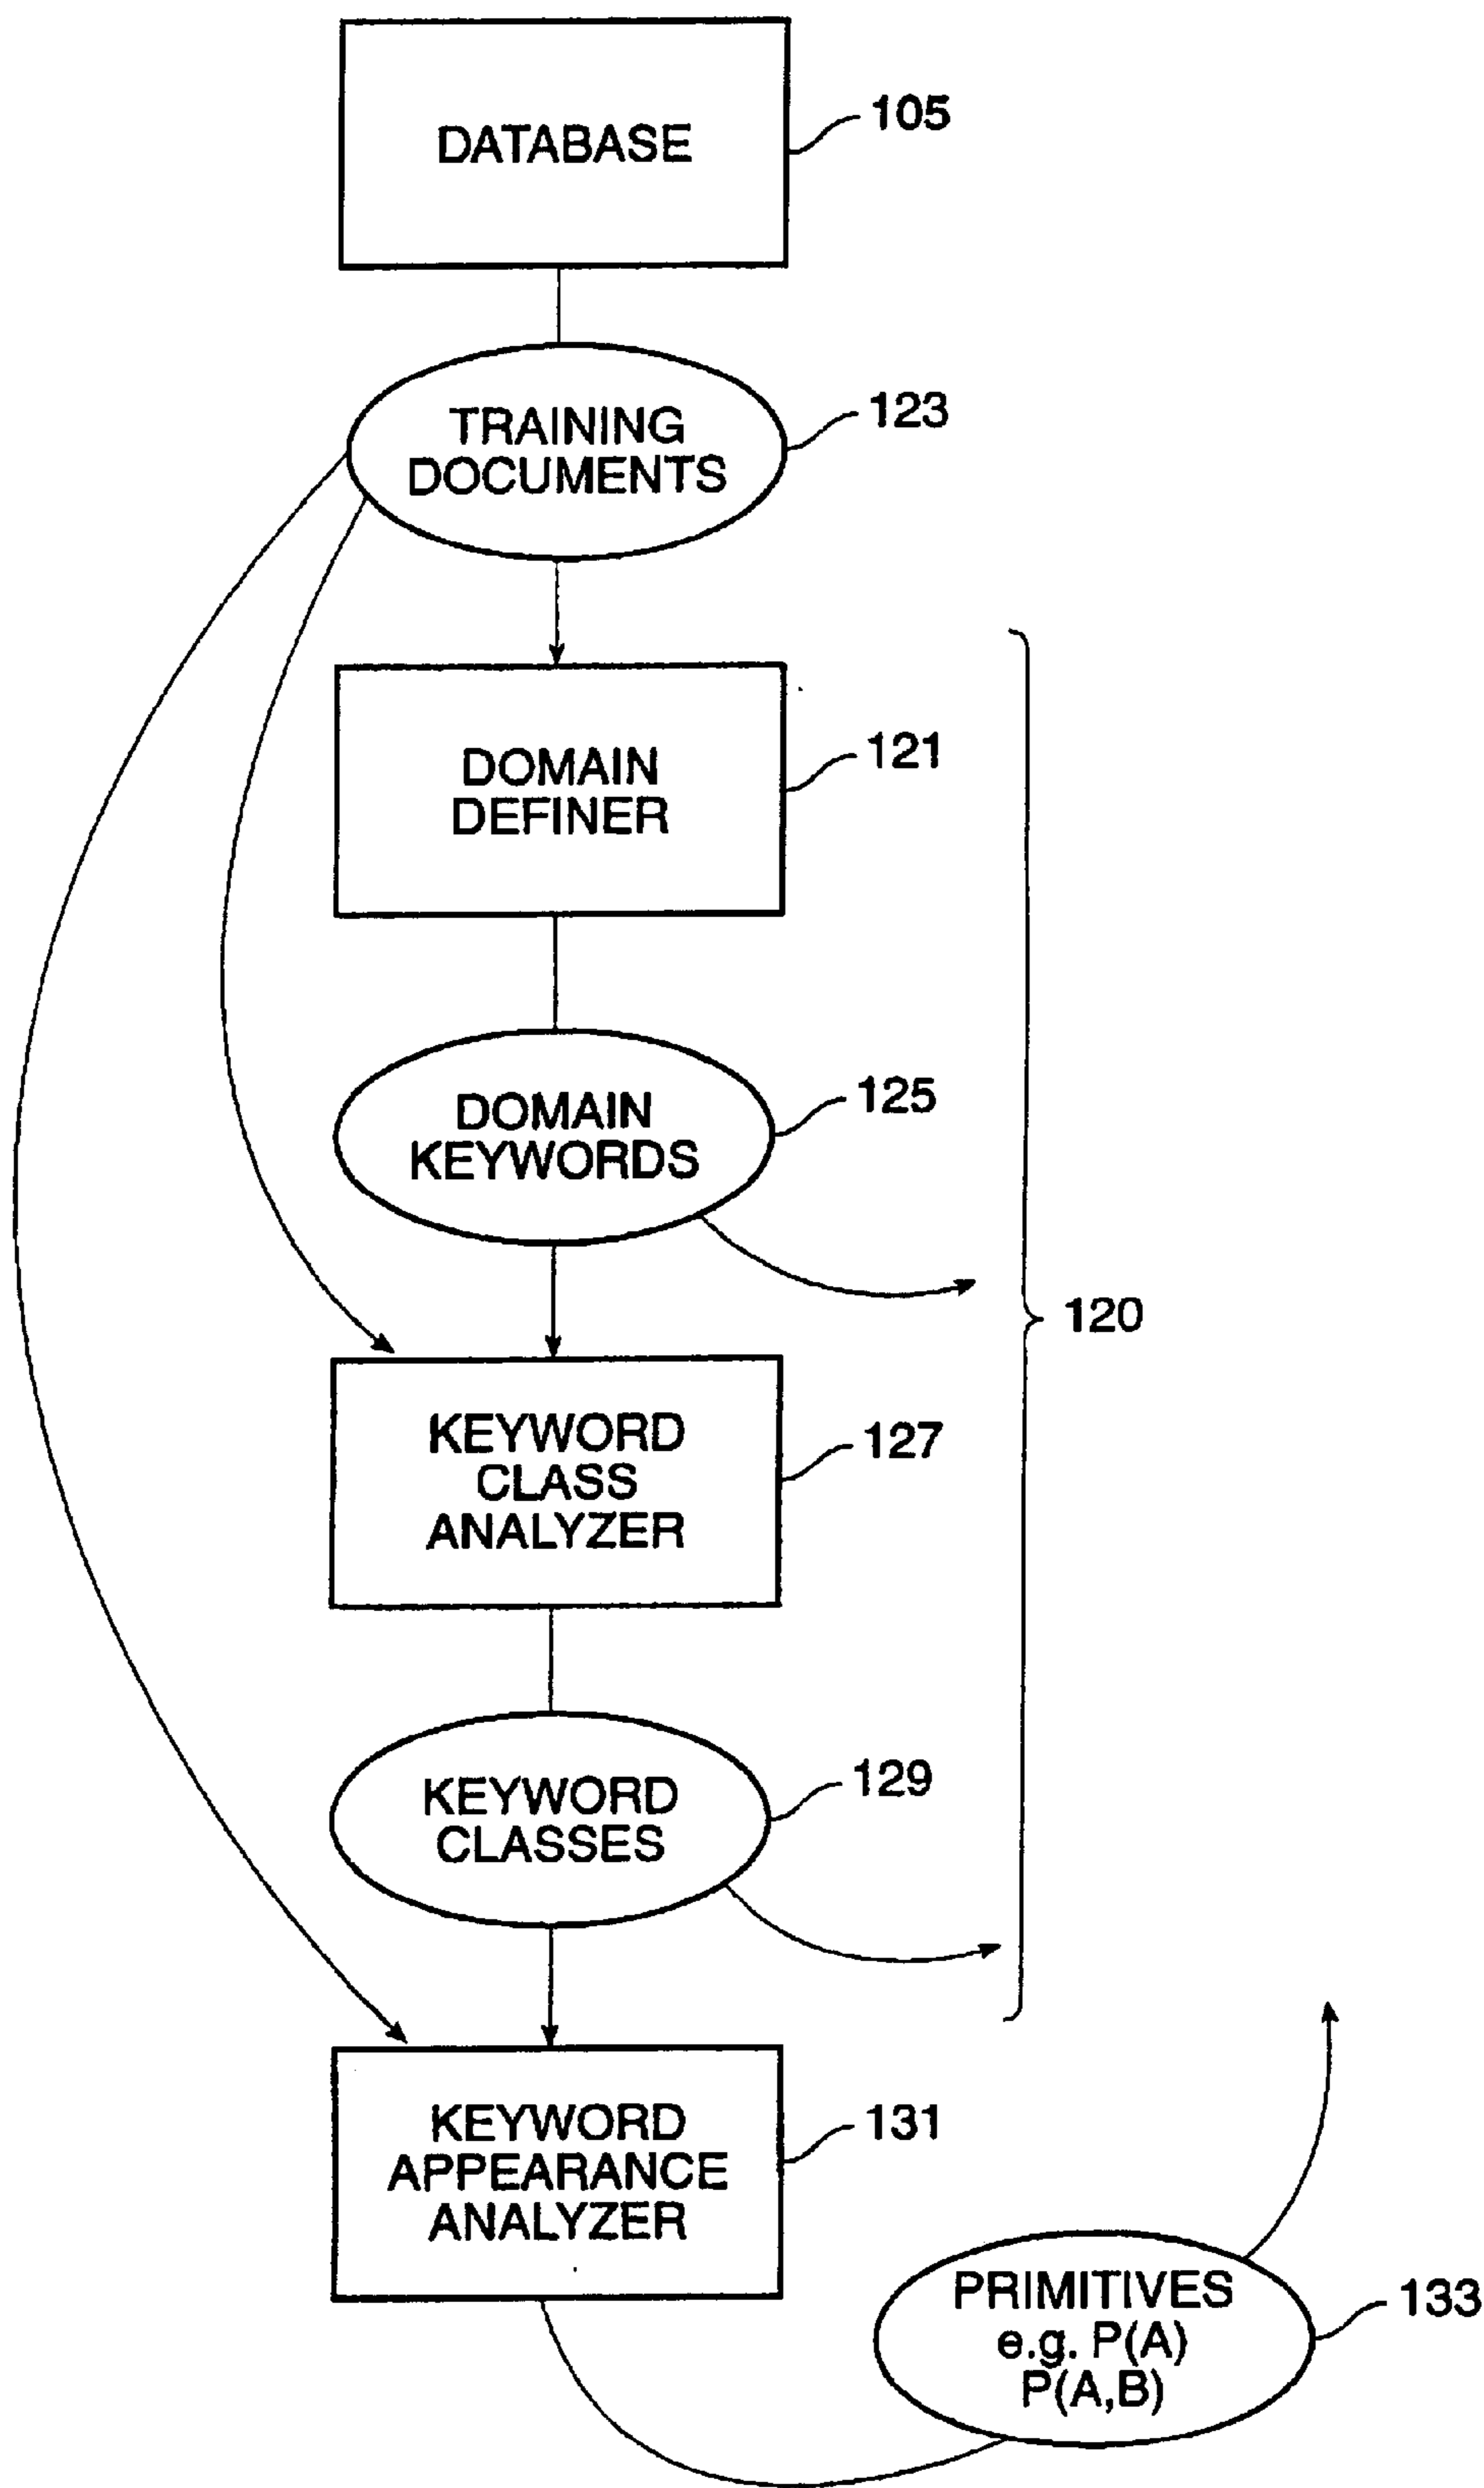 DATABASE
105
TRAINING
DOCUMENTS
123
DOMAIN
DEFINER
121
DOMAIN
KEYWORDS
125
120
KEYWORD
CLASS
ANALYZER
127
KEYWORD
CLASSES
129
KEYWORD
APPEARANCE
ANALYZER
131
PRIMITIVES
e.g. P(A)
P(A,B)
133